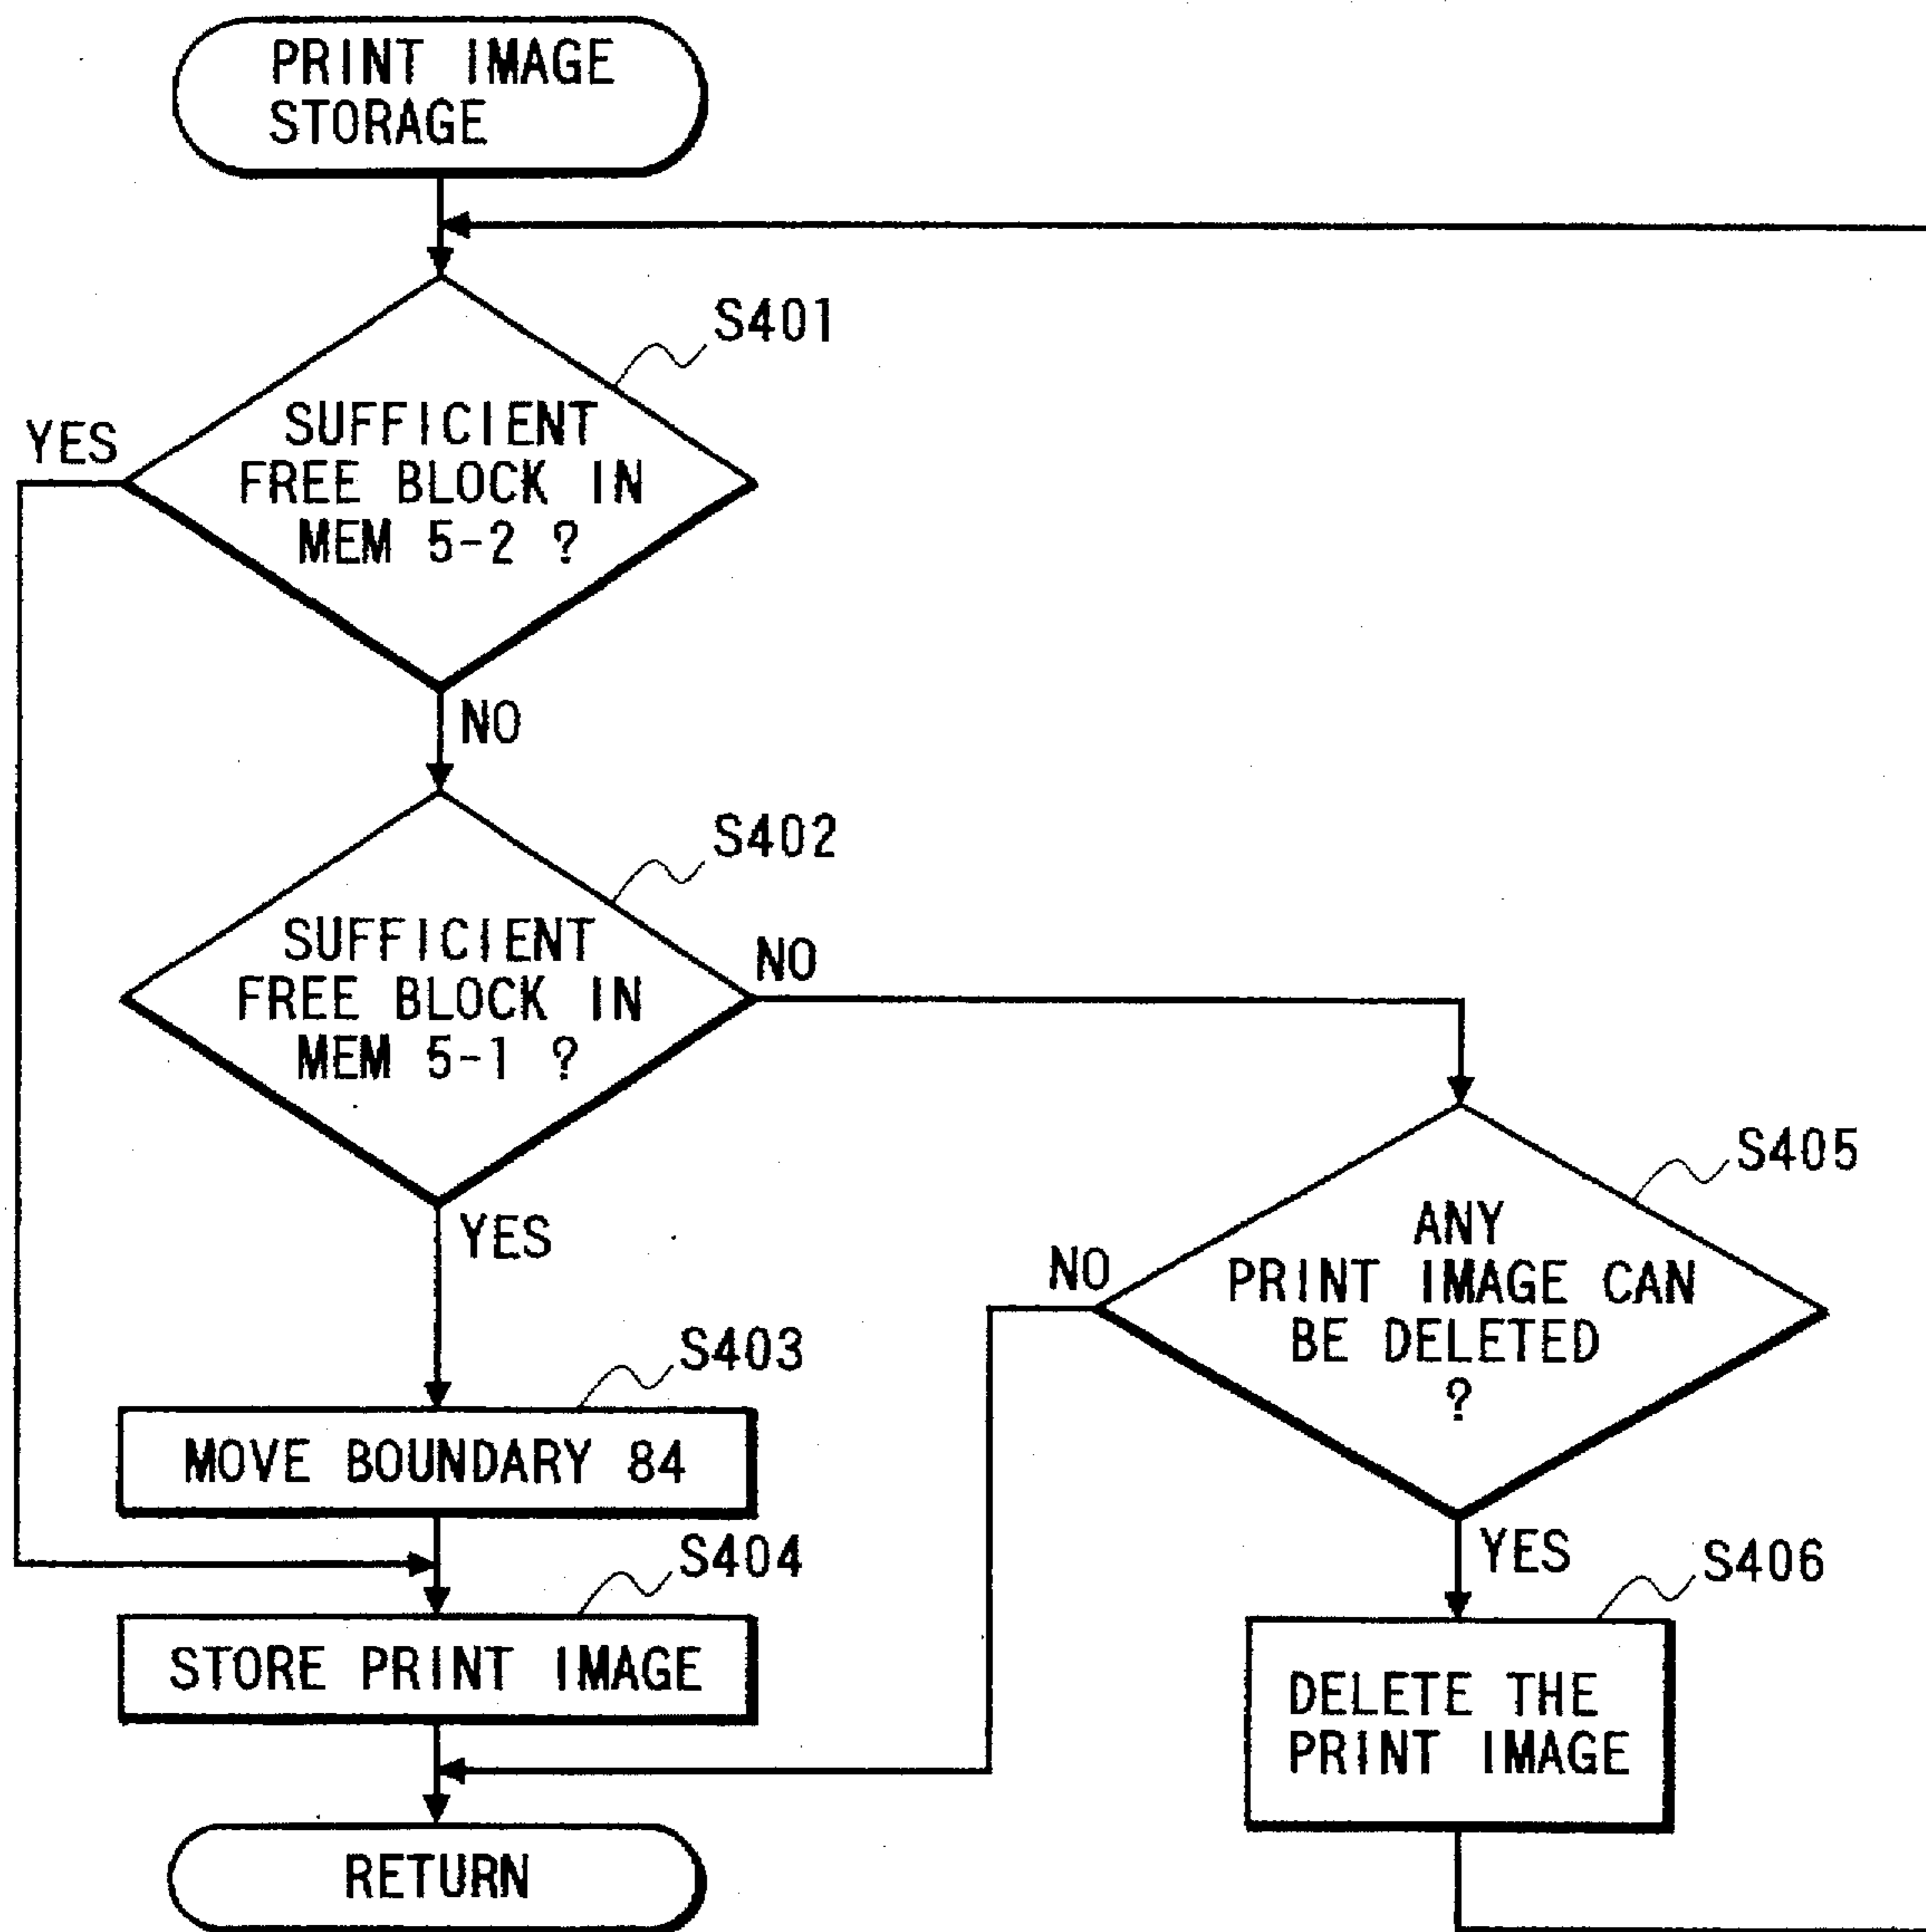 PRINT IMAGE
STORAGE
S401
YES
SUFFICIENT
FREE BLOCK IN
MEM 5-2 ?
NO
S402
SUFFICIENT
FREE BLOCK IN
MEM 5-1 ?
NO
YES
S405
ANY
PRINT IMAGE CAN
BE DELETED
?
NO
S403
MOVE BOUNDARY 84
YES
S404
STORE PRINT IMAGE
S406
DELETE THE
PRINT IMAGE
RETURN